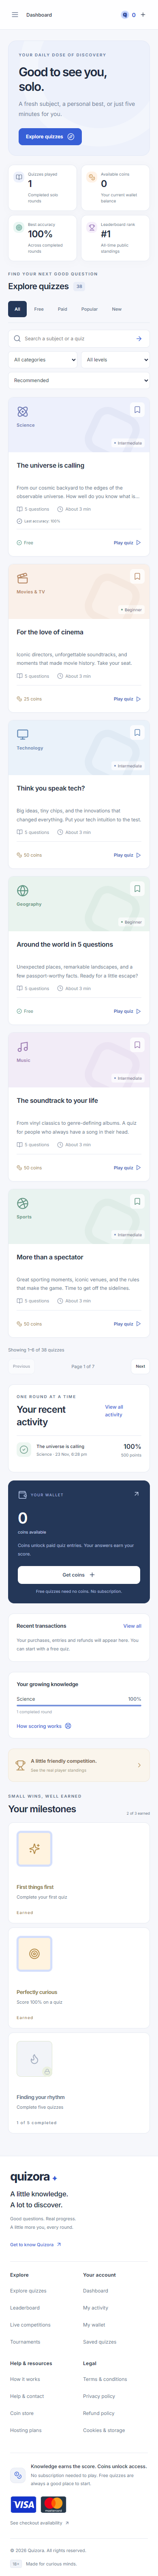 Dashboard
0
YOUR DAILY DOSE OF DISCOVERY
Good to see you,
solo.
A fresh subject, a personal best, or just five
minutes to yourself.
Explore quizzes
Quizzes played
1
Completed solo
rounds
Available coins
0
Your current wallet
balance
Best accuracy
100%
Across completed
rounds
Leaderboard rank
#1
All-time public
standings
FIND YOUR NEXT GOOD QUESTION
Explore quizzes 38
All Free Paid Popular New
Search a subject or a quiz
All categories All levels
Recommended
Science
Intermediate
The universe is calling
From our cosmic backyard to the edges of the
observable universe. How well do you know what is...
5 questions About 3 min
Last accuracy: 100%
Free Play quiz
Movies & TV
Beginner
For the love of cinema
Iconic directors, unforgettable soundtracks, and
moments that made movie history. Take your seat.
5 questions About 3 min
25 coins Play quiz
Technology
Intermediate
Think you speak tech?
Big ideas, tiny chips, and the innovations that
changed everything. Put your tech intuition to the test.
5 questions About 3 min
50 coins Play quiz
Geography
Beginner
Around the world in 5 questions
Unexpected places, remarkable landscapes, and a
few passport-worthy facts. Ready for a little escape?
5 questions About 3 min
Free Play quiz
Music
Intermediate
The soundtrack to your life
From vinyl classics to genre-defining albums. A quiz
for people who always have a song in their head.
5 questions About 3 min
50 coins Play quiz
Sports
Intermediate
More than a spectator
Great sporting moments, iconic venues, and the rules
that make the game. Time to get off the sidelines.
5 questions About 3 min
50 coins Play quiz
Showing 1–6 of 38 quizzes
Previous Page 1 of 7 Next
ONE ROUND AT A TIME
Your recent
activity
View all
activity
The universe is calling
Science · 23 Nov, 6:28 pm
100%
500 points
YOUR WALLET
0
coins available
Coins unlock paid quiz entries. Your answers earn your
score.
Get coins
Free quizzes need no coins. No subscription.
Recent transactions View all
Your purchases, entries and refunds will appear here. You
can start with a free quiz.
Your growing knowledge
Science 100%
1 completed round
How scoring works
A little friendly competition.
See the real player standings
SMALL WINS, WELL EARNED
Your milestones
2 of 3 earned
First things first
Complete your first quiz
Earned
Perfectly curious
Score 100% on a quiz
Earned
Finding your rhythm
Complete five quizzes
1 of 5 completed
quizora
A little knowledge.
A lot to discover.
Good questions. Real progress.
A little more you, every round.
Get to know Quizora
Explore
Explore quizzes
Leaderboard
Live competitions
Tournaments
Your account
Dashboard
My activity
My wallet
Saved quizzes
Help & resources
How it works
Help & contact
Coin store
Hosting plans
Legal
Terms & conditions
Privacy policy
Refund policy
Cookies & storage
Knowledge earns the score. Coins unlock access.
No subscription needed to play. Free quizzes are
always a good place to start.
VISA mastercard
See checkout availability
© 2026 Quizora. All rights reserved.
Made for curious minds.